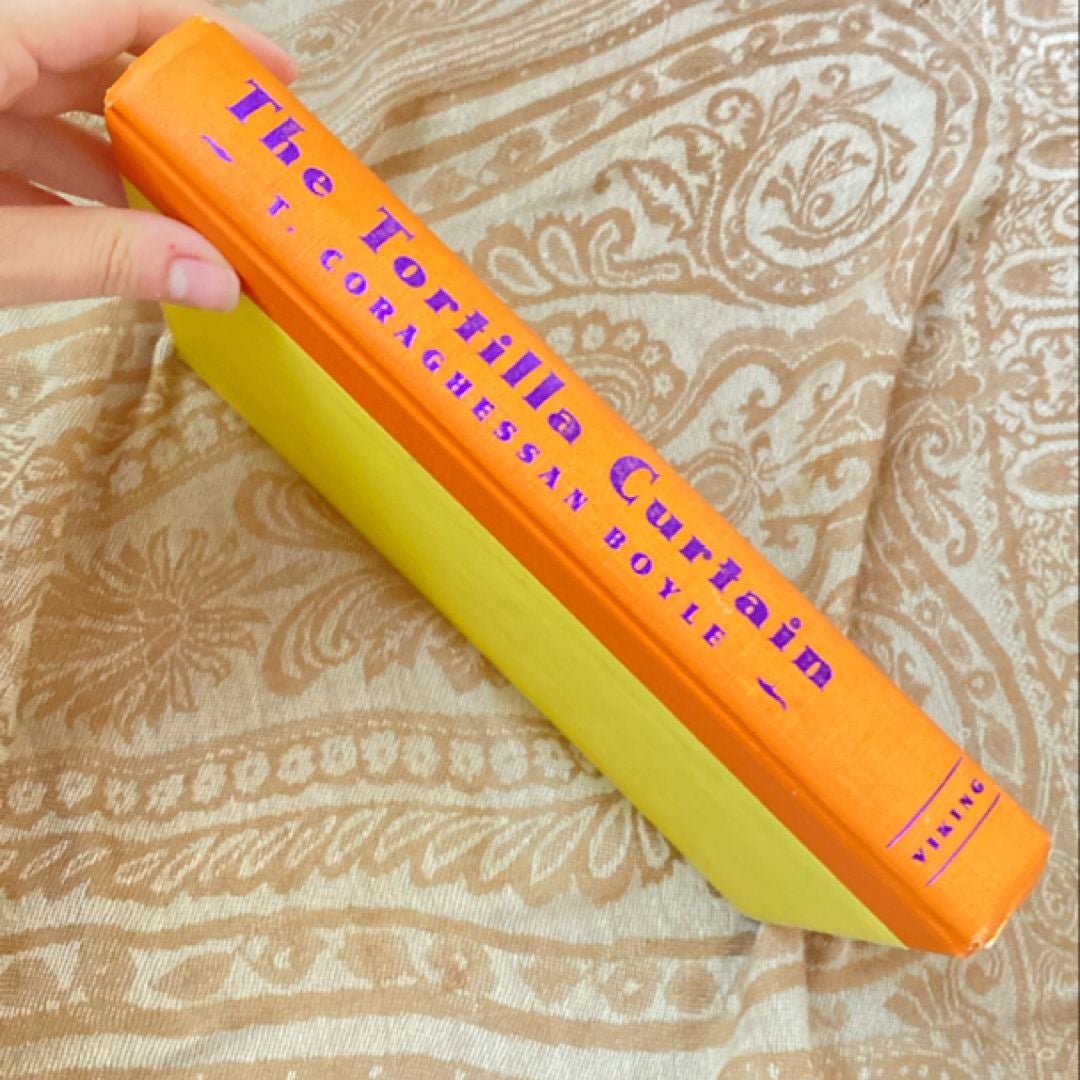 The Tortilla Curtain
T. CORAGHESSAN BOYLE
VIKING